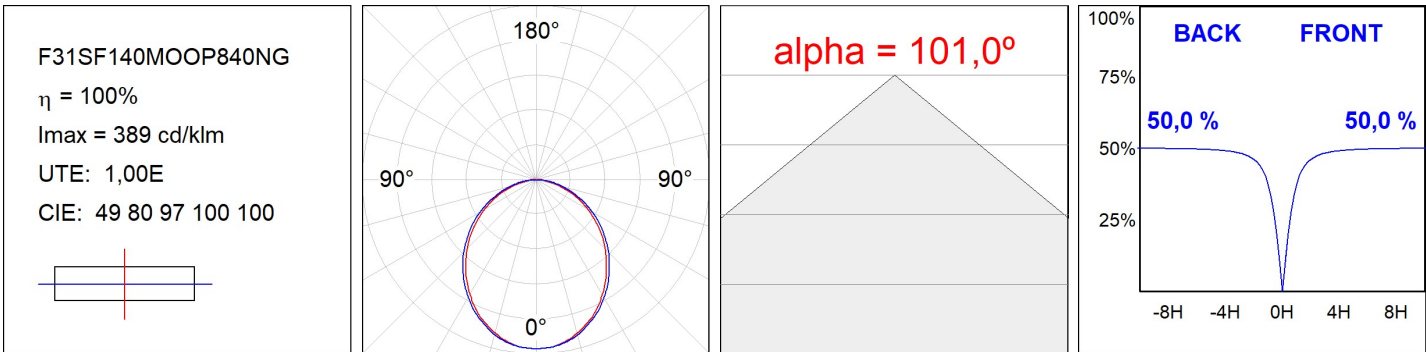 F31SF140MOOP840NG
η = 100%
Imax = 389 cd/klm
UTE: 1,00E
CIE: 49 80 97 100 100
180°
90° 90°
0°
alpha = 101,0º
100%
BACK FRONT
75%
50,0 % 50,0 %
50%
25%
-8H -4H 0H 4H 8H